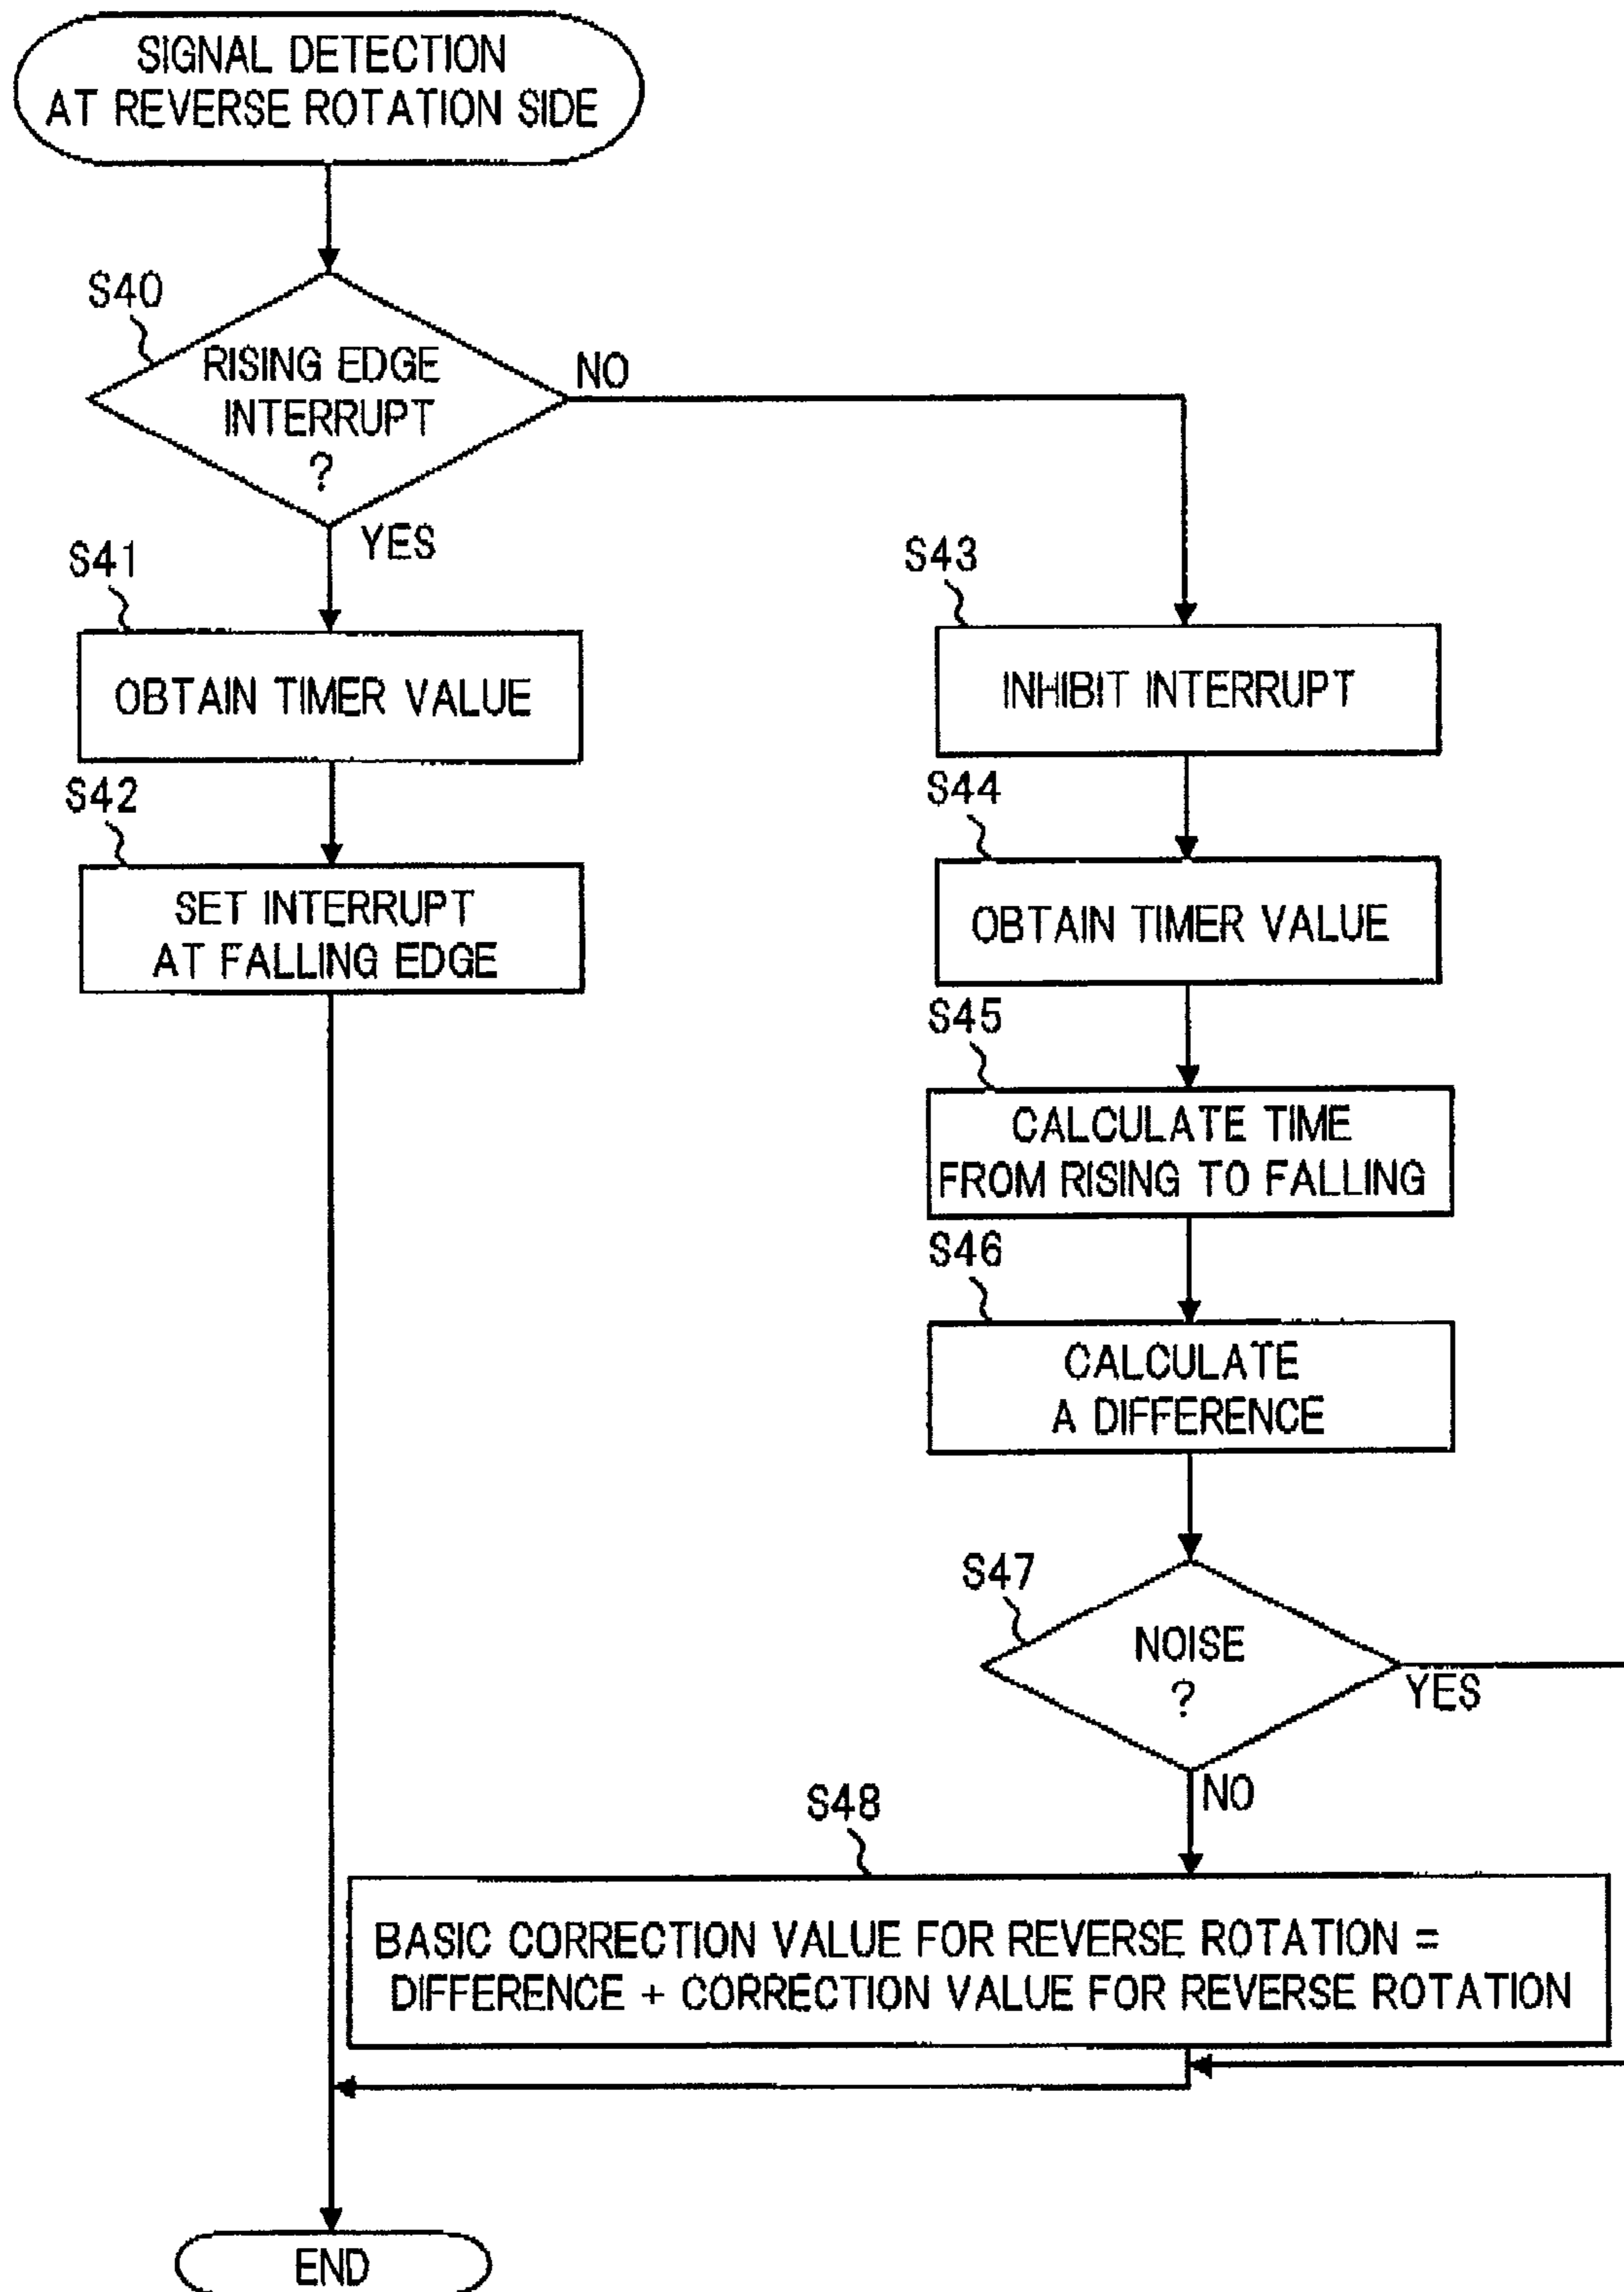 SIGNAL DETECTION
AT REVERSE ROTATION SIDE
S40
RISING EDGE
INTERRUPT
?
NO
YES
S41
OBTAIN TIMER VALUE
S42
SET INTERRUPT
AT FALLING EDGE
S43
INHIBIT INTERRUPT
S44
OBTAIN TIMER VALUE
S45
CALCULATE TIME
FROM RISING TO FALLING
S46
CALCULATE
A DIFFERENCE
S47
NOISE
?
YES
NO
S48
BASIC CORRECTION VALUE FOR REVERSE ROTATION =
DIFFERENCE + CORRECTION VALUE FOR REVERSE ROTATION
END